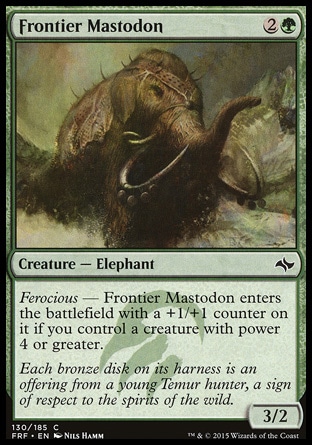 Frontier Mastodon 2
Creature — Elephant
Ferocious — Frontier Mastodon enters
the battlefield with a +1/+1 counter on
it if you control a creature with power
4 or greater.
Each bronze disk on its harness is an
offering from a young Temur hunter, a sign
of respect to the spirits of the wild.
3/2
130/185 C
FRF • EN NILS HAMM
™ & © 2015 Wizards of the Coast